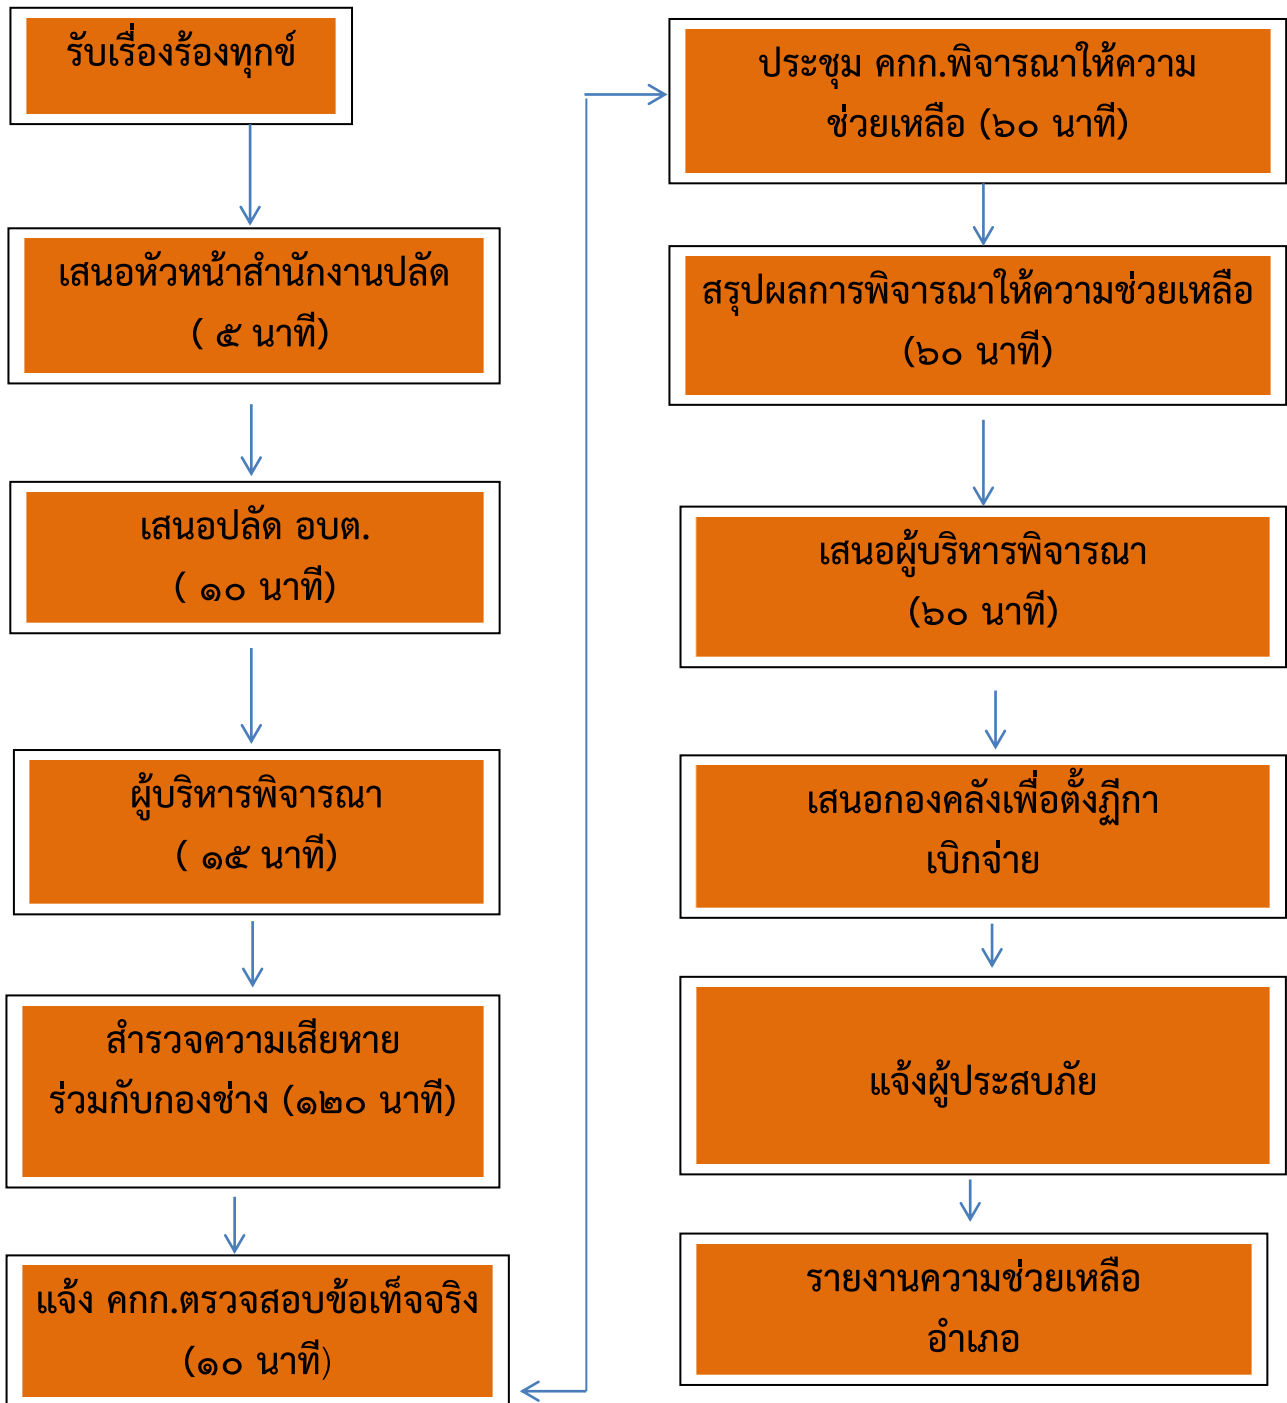 รับเรื่องร้องทุกข์
เสนอหัวหน้าสำนักงานปลัด
( ๕ นาที)
เสนอปลัด อบต.
( ๑๐ นาที)
ผู้บริหารพิจารณา
( ๑๕ นาที)
สำรวจความเสียหาย
ร่วมกับกองช่าง (๑๒๐ นาที)
แจ้ง คกก.ตรวจสอบข้อเท็จจริง
(๑๐ นาที)
ประชุม คกก.พิจารณาให้ความ
ช่วยเหลือ (๖๐ นาที)
สรุปผลการพิจารณาให้ความช่วยเหลือ
(๖๐ นาที)
เสนอผู้บริหารพิจารณา
(๖๐ นาที)
เสนอกองคลังเพื่อตั้งฎีกา
เบิกจ่าย
แจ้งผู้ประสบภัย
รายงานความช่วยเหลือ
อำเภอ